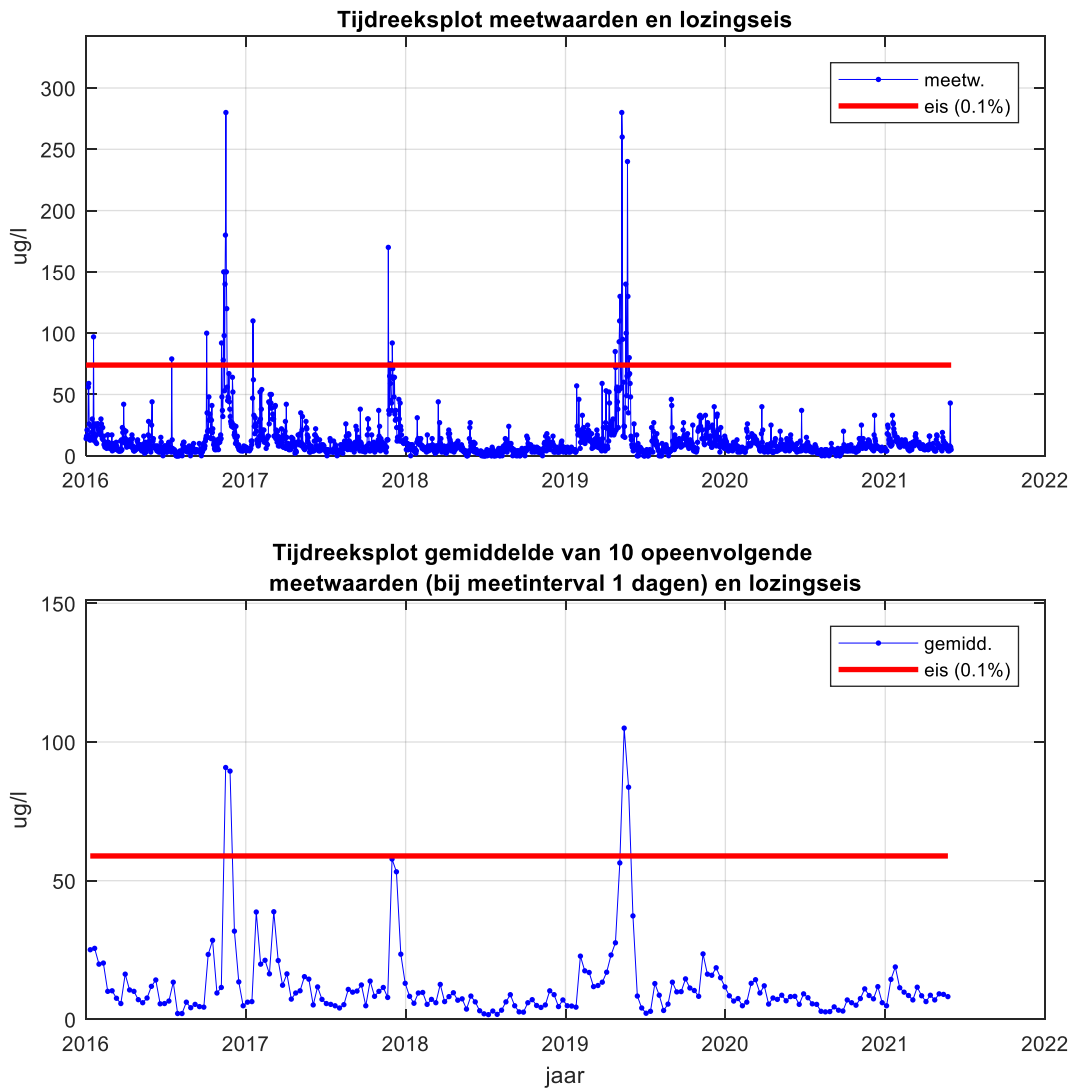 Tijdreeksplot meetwaarden en lozingseis
300
250
200
150
100
50
0
ug/l
meetw.
eis (0.1%)
2016 2017 2018 2019 2020 2021 2022
Tijdreeksplot gemiddelde van 10 opeenvolgende
meetwaarden (bij meetinterval 1 dagen) en lozingseis
150
100
50
0
ug/l
gemidd.
eis (0.1%)
2016 2017 2018 2019 2020 2021 2022
jaar